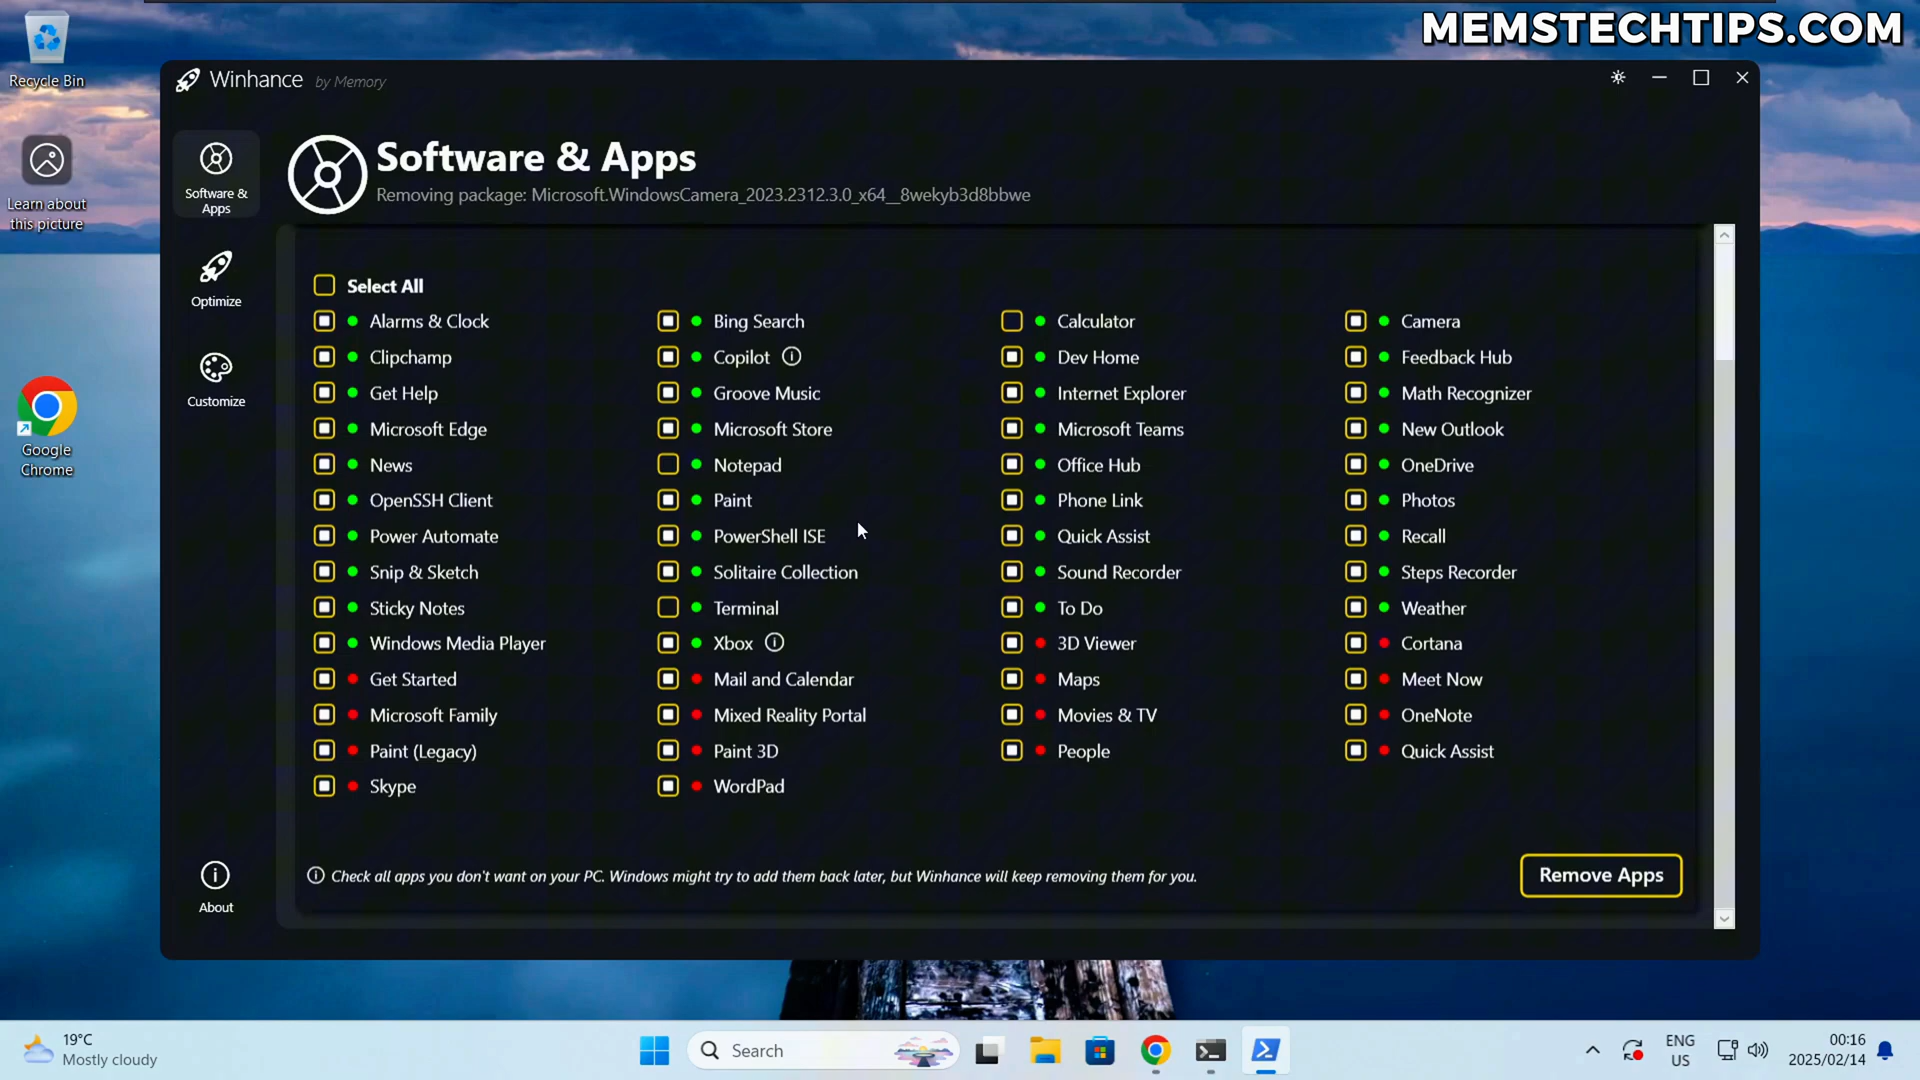 MEMSTECHTIPS.COM
Recycle Bin
Learn about
this picture
Google
Chrome
Winhance by Memory
Software &
Apps
Optimize
Customize
About
Software & Apps
Removing package: Microsoft.WindowsCamera_2023.2312.3.0_x64__8wekyb3d8bbwe
Select All
Alarms & Clock Bing Search Calculator Camera
Clipchamp Copilot Dev Home Feedback Hub
Get Help Groove Music Internet Explorer Math Recognizer
Microsoft Edge Microsoft Store Microsoft Teams New Outlook
News Notepad Office Hub OneDrive
OpenSSH Client Paint Phone Link Photos
Power Automate PowerShell ISE Quick Assist Recall
Snip & Sketch Solitaire Collection Sound Recorder Steps Recorder
Sticky Notes Terminal To Do Weather
Windows Media Player Xbox 3D Viewer Cortana
Get Started Mail and Calendar Maps Meet Now
Microsoft Family Mixed Reality Portal Movies & TV OneNote
Paint (Legacy) Paint 3D People Quick Assist
Skype WordPad
Check all apps you don't want on your PC. Windows might try to add them back later, but Winhance will keep removing them for you.
Remove Apps
19°C
Mostly cloudy
Search
ENG
US
00:16
2025/02/14